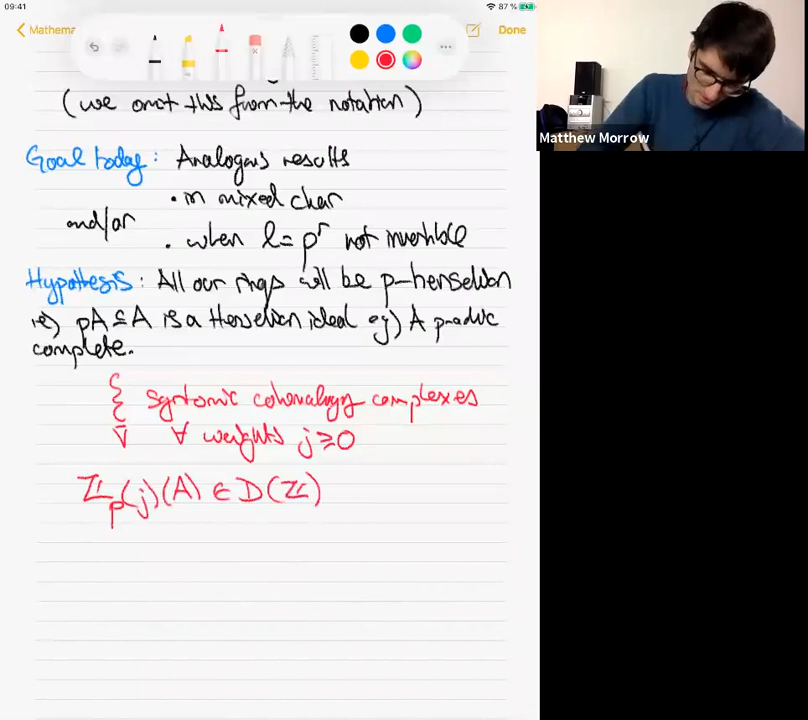 09:41
87 %
Mathema
Done
(we omit this from the notation)
Matthew Morrow
Goal today: Analogous results
• in mixed char
and/or
• when l = pʳ not invertible
Hypothesis: All our rings will be p-henselian
ie) pA ⊆ A is a Henselian ideal eg) A p-adic
complete.
syntomic cohomology complexes
∀ weights j ≥ 0
ℤ_p(j)(A) ∈ D(ℤ)